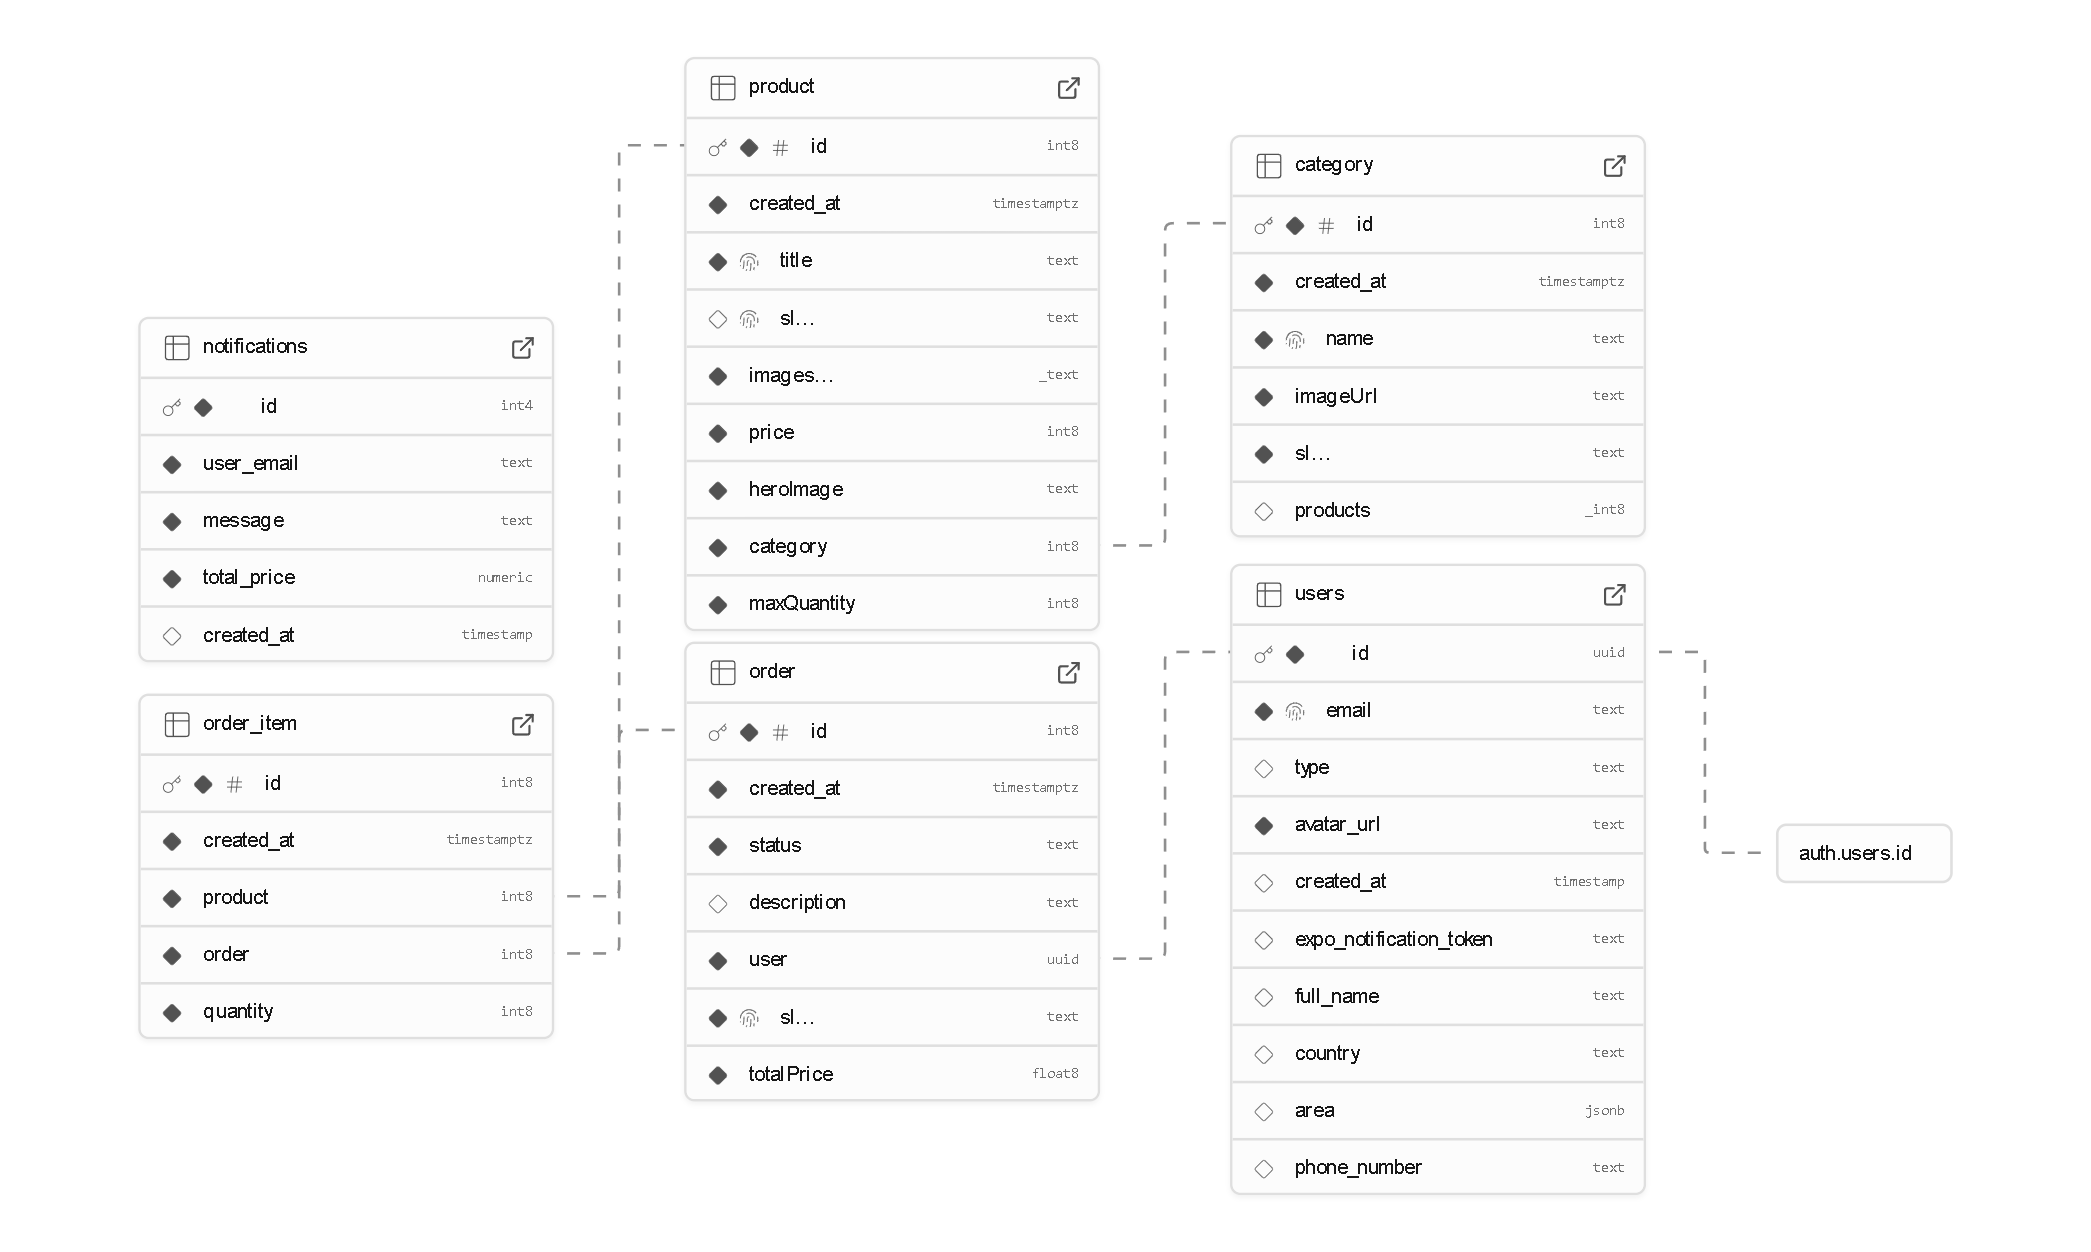 product
id int8
created_at timestamptz
title text
sl... text
images... _text
price int8
heroImage text
category int8
maxQuantity int8
category
id int8
created_at timestamptz
name text
imageUrl text
sl... text
products _int8
notifications
id int4
user_email text
message text
total_price numeric
created_at timestamp
order_item
id int8
created_at timestamptz
product int8
order int8
quantity int8
order
id int8
created_at timestamptz
status text
description text
user uuid
sl... text
totalPrice float8
users
id uuid
email text
type text
avatar_url text
created_at timestamp
expo_notification_token text
full_name text
country text
area jsonb
phone_number text
auth.users.id